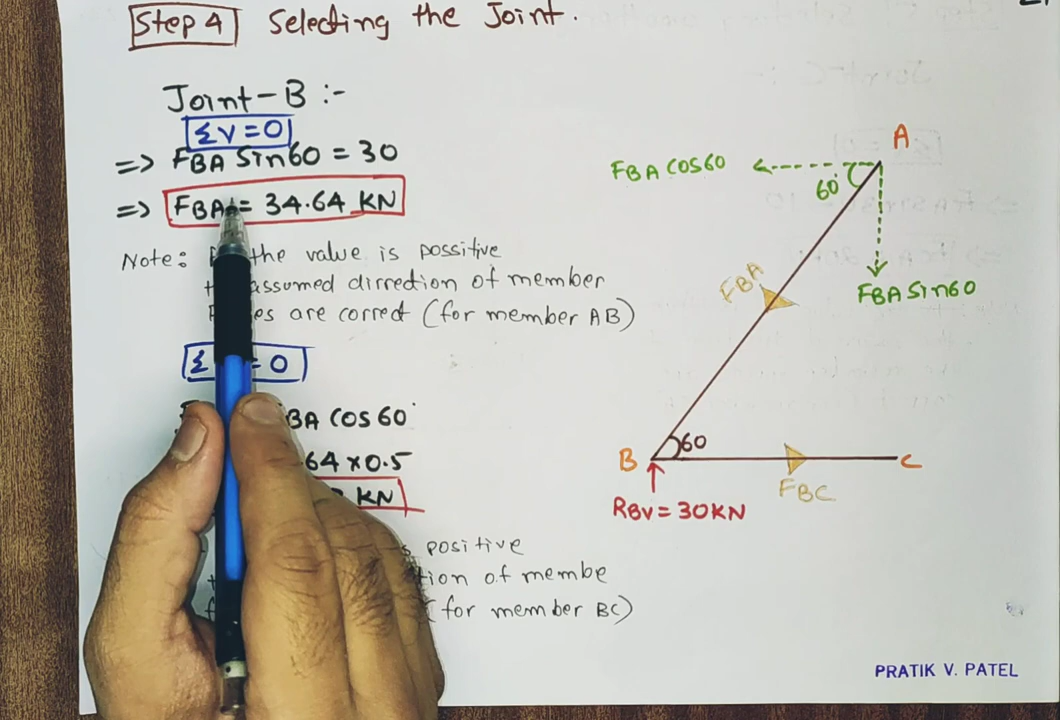 Step 4 Selecting the Joint.
Joint-B :-
ΣV=0
=> FBA Sin60 = 30
=> FBA = 34.64 KN
Note: the value is possitive
assumed dirrection of member
are correct (for member AB)
Σ = 0
BA COS 60°
64 x 0.5
KN
positive
tion of membe
(for member BC)
A
FBA COS60
60°
FBA Sin60
FBA
60
B
C
FBC
RBV = 30KN
PRATIK V. PATEL